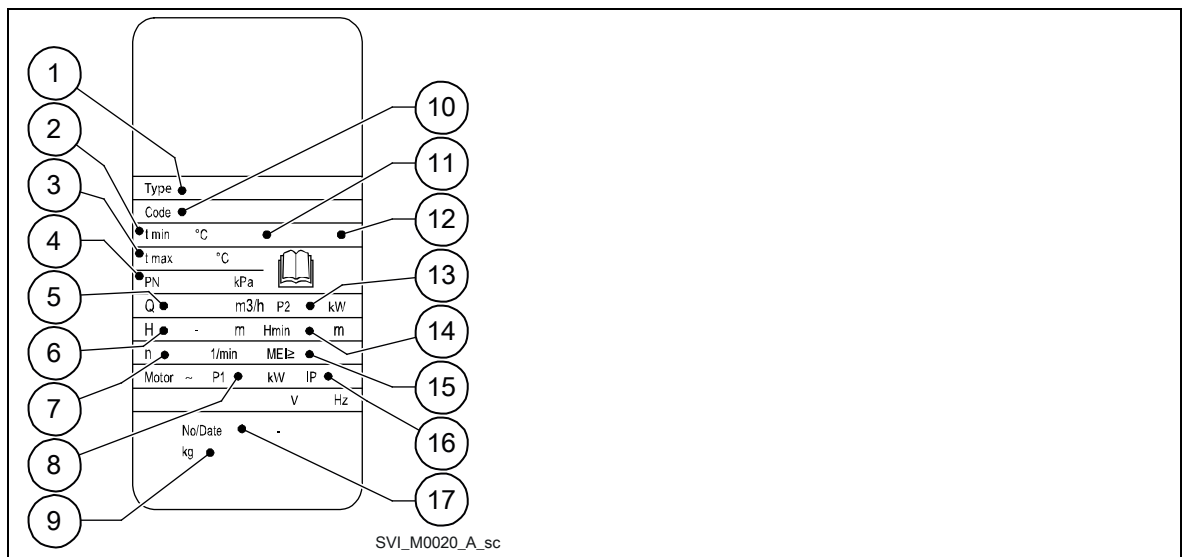 1
2
3
4
5
6
7
8
9
10
11
12
13
14
15
16
17
Type
Code
t min °C
t max °C
PN kPa
Q m3/h P2 kW
H - m Hmin m
n 1/min MEI≥
Motor ~ P1 kW IP
V Hz
No/Date -
kg
SVI_M0020_A_sc